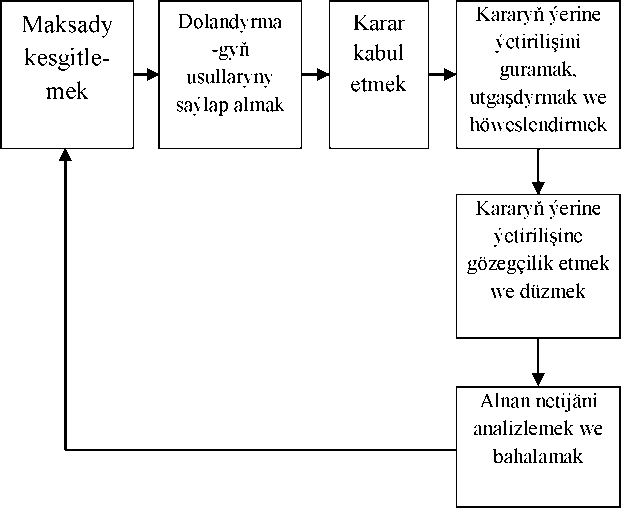 Maksady
kesgitle-
mek
Dolandyrma
-gyň
usullaryny
saýlap almak
Karar
kabul
etmek
Kararyň ýerine
ýetirilişini
guramak,
utgaşdyrmak we
höweslendirmek
Kararyň ýerine
ýetirilişine
gözegçilik etmek
we düzmek
Alnan netijäni
analizlemek we
bahalamak